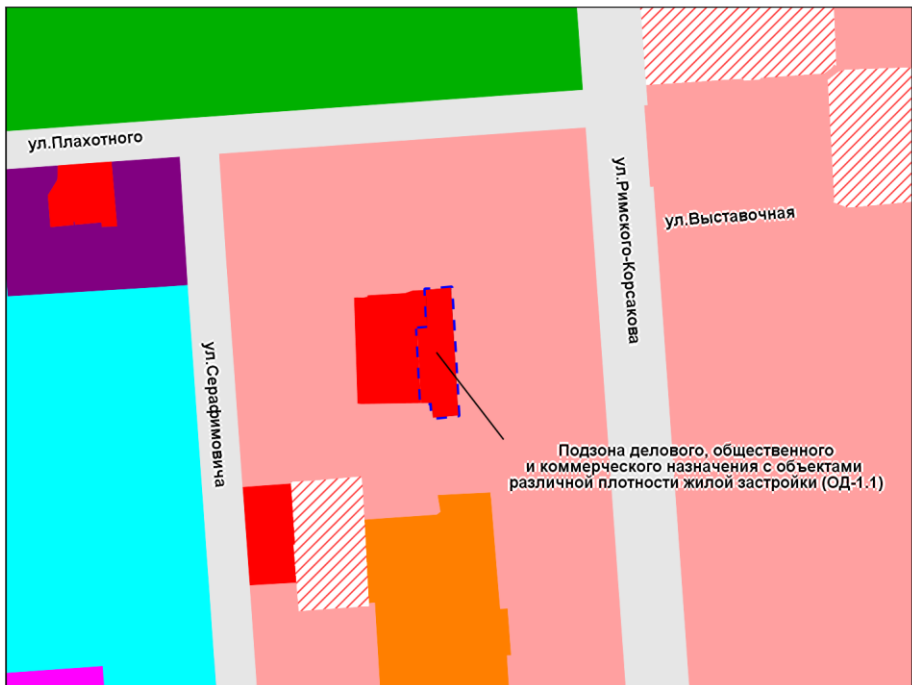 ул.Плахотного
ул.Римского-Корсакова
ул.Выставочная
ул.Серафимовича
Подзона делового, общественного
и коммерческого назначения с объектами
различной плотности жилой застройки (ОД-1.1)